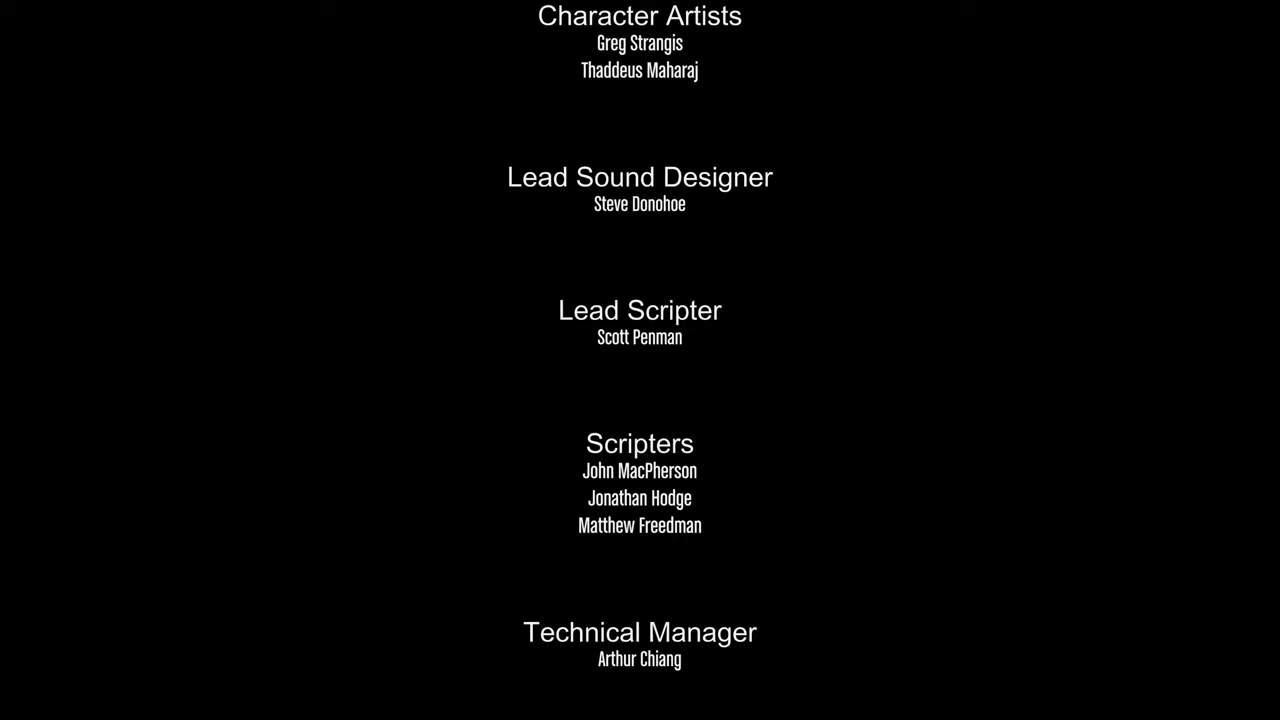 Character Artists
Greg Strangis
Thaddeus Maharaj
Lead Sound Designer
Steve Donohoe
Lead Scripter
Scott Penman
Scripters
John MacPherson
Jonathan Hodge
Matthew Freedman
Technical Manager
Arthur Chiang